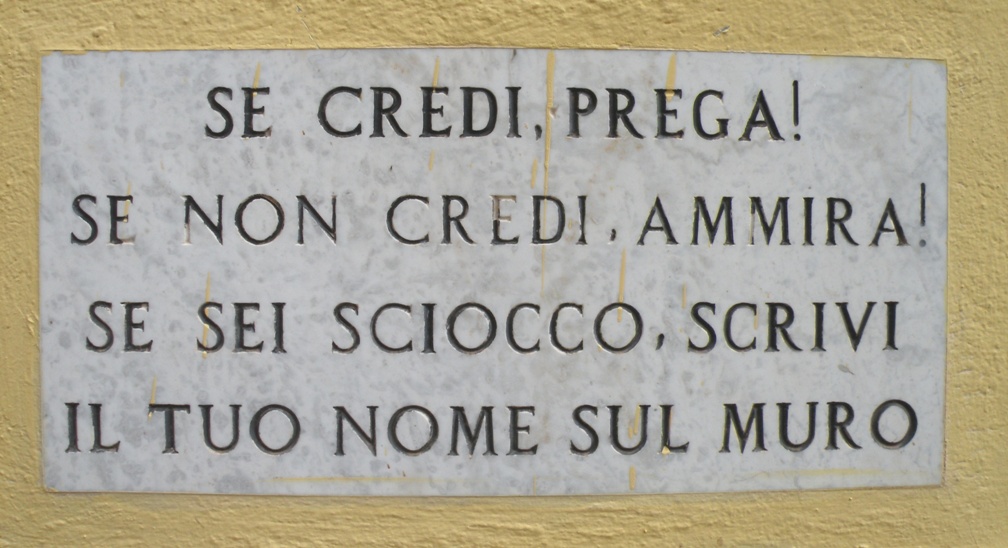 SE CREDI, PREGA!
SE NON CREDI, AMMIRA!
SE SEI SCIOCCO, SCRIVI
IL TUO NOME SUL MURO